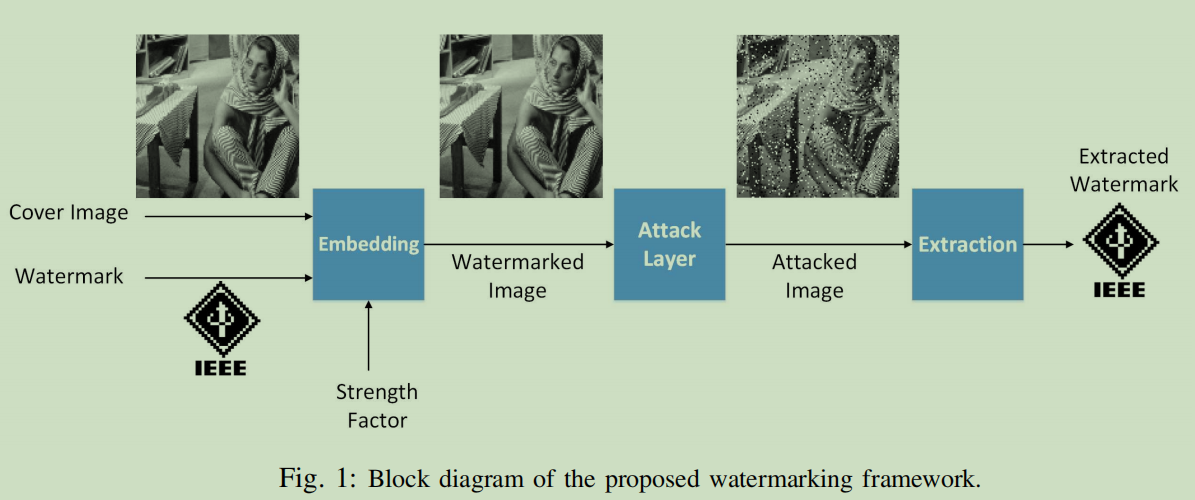 Extracted
Watermark
Cover Image
Embedding
Attack
Layer
Extraction
Watermark
Watermarked
Image
Attacked
Image
IEEE
IEEE
Strength
Factor
Fig. 1: Block diagram of the proposed watermarking framework.